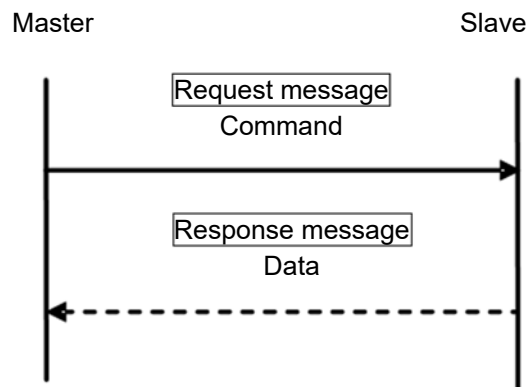 Master
Slave
Request message
Command
Response message
Data